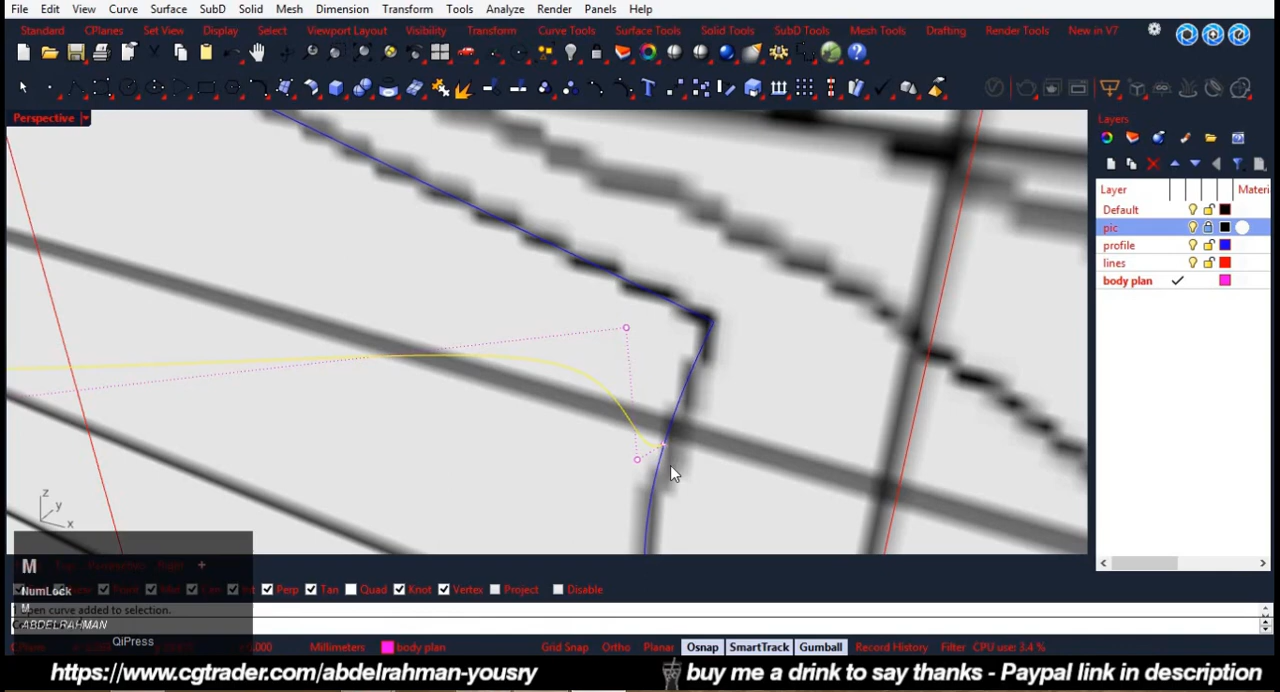 File Edit View Curve Surface SubD Solid Mesh Dimension Transform Tools Analyze Render Panels Help
Standard CPlanes Set View Display Select Viewport Layout Visibility Transform Curve Tools Surface Tools Solid Tools SubD Tools Mesh Tools Drafting Render Tools New in V7
Perspective
Layers
Layer Materi
Default
pic
profile
lines
body plan
z
y
x
M
NumLock
M
ABDELRAHMAN
QiPress
Perp Tan Quad Knot Vertex Project Disable
open curve added to selection.
Millimeters body plan Grid Snap Ortho Planar Osnap SmartTrack Gumball Record History Filter CPU use: 3.4 %
https://www.cgtrader.com/abdelrahman-yousry buy me a drink to say thanks - Paypal link in description